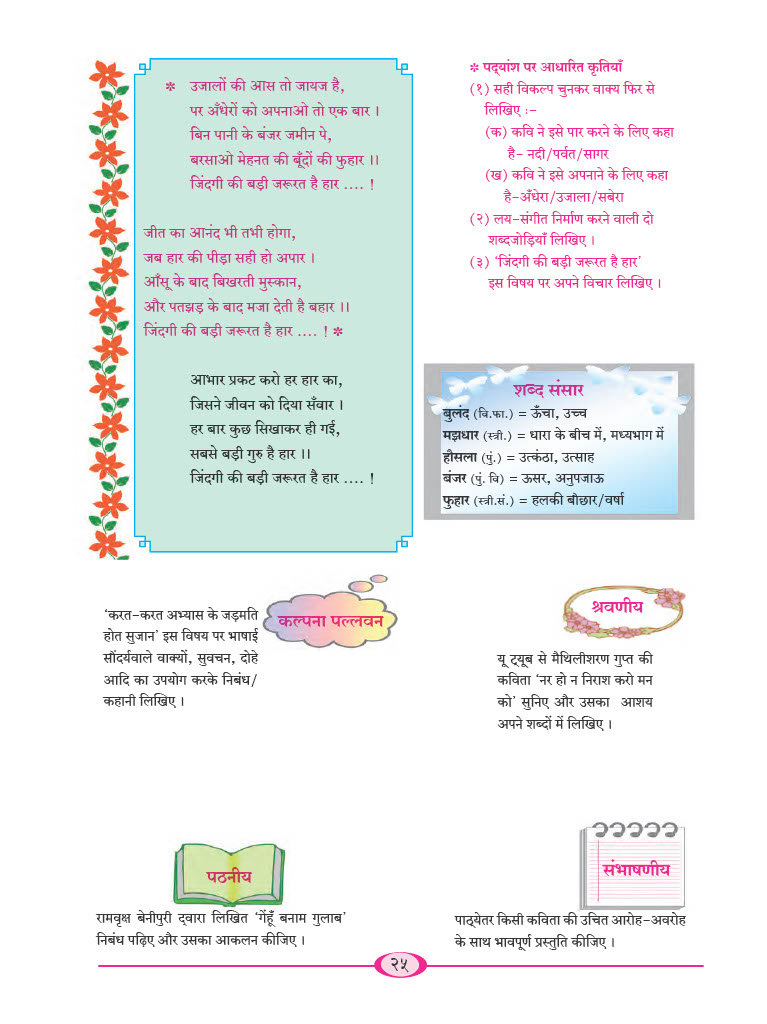 ✽ उजालों की आस तो जायज है,
पर अँधेरों को अपनाओ तो एक बार ।
बिन पानी के बंजर जमीन पे,
बरसाओ मेहनत की बूँदों की फुहार ।।
जिंदगी की बड़ी जरूरत है हार .... !
जीत का आनंद भी तभी होगा,
जब हार की पीड़ा सही हो अपार ।
आँसू के बाद बिखरती मुस्कान,
और पतझड़ के बाद मजा देती है बहार ।।
जिंदगी की बड़ी जरूरत है हार .... ! ✽
आभार प्रकट करो हर हार का,
जिसने जीवन को दिया सँवार ।
हर बार कुछ सिखाकर ही गई,
सबसे बड़ी गुरु है हार ।।
जिंदगी की बड़ी जरूरत है हार .... !
✽ पद्यांश पर आधारित कृतियाँ
(१) सही विकल्प चुनकर वाक्य फिर से
लिखिए :-
(क) कवि ने इसे पार करने के लिए कहा
है- नदी/पर्वत/सागर
(ख) कवि ने इसे अपनाने के लिए कहा
है-अँधेरा/उजाला/सबेरा
(२) लय-संगीत निर्माण करने वाली दो
शब्दजोड़ियाँ लिखिए ।
(३) ‘जिंदगी की बड़ी जरूरत है हार’
इस विषय पर अपने विचार लिखिए ।
शब्द संसार
बुलंद (वि.फा.) = ऊँचा, उच्च
मझधार (स्त्री.) = धारा के बीच में, मध्यभाग में
हौसला (पुं.) = उत्कंठा, उत्साह
बंजर (पुं. वि) = ऊसर, अनुपजाऊ
फुहार (स्त्री.सं.) = हलकी बौछार/वर्षा
कल्पना पल्लवन
‘करत-करत अभ्यास के जड़मति
होत सुजान’ इस विषय पर भाषाई
सौंदर्यवाले वाक्यों, सुवचन, दोहे
आदि का उपयोग करके निबंध/
कहानी लिखिए ।
श्रवणीय
यू ट्यूब से मैथिलीशरण गुप्त की
कविता ‘नर हो न निराश करो मन
को’ सुनिए और उसका आशय
अपने शब्दों में लिखिए ।
पठनीय
रामवृक्ष बेनीपुरी द्वारा लिखित ‘गेंहूँ बनाम गुलाब’
निबंध पढ़िए और उसका आकलन कीजिए ।
संभाषणीय
पाठ्येतर किसी कविता की उचित आरोह-अवरोह
के साथ भावपूर्ण प्रस्तुति कीजिए ।
२५